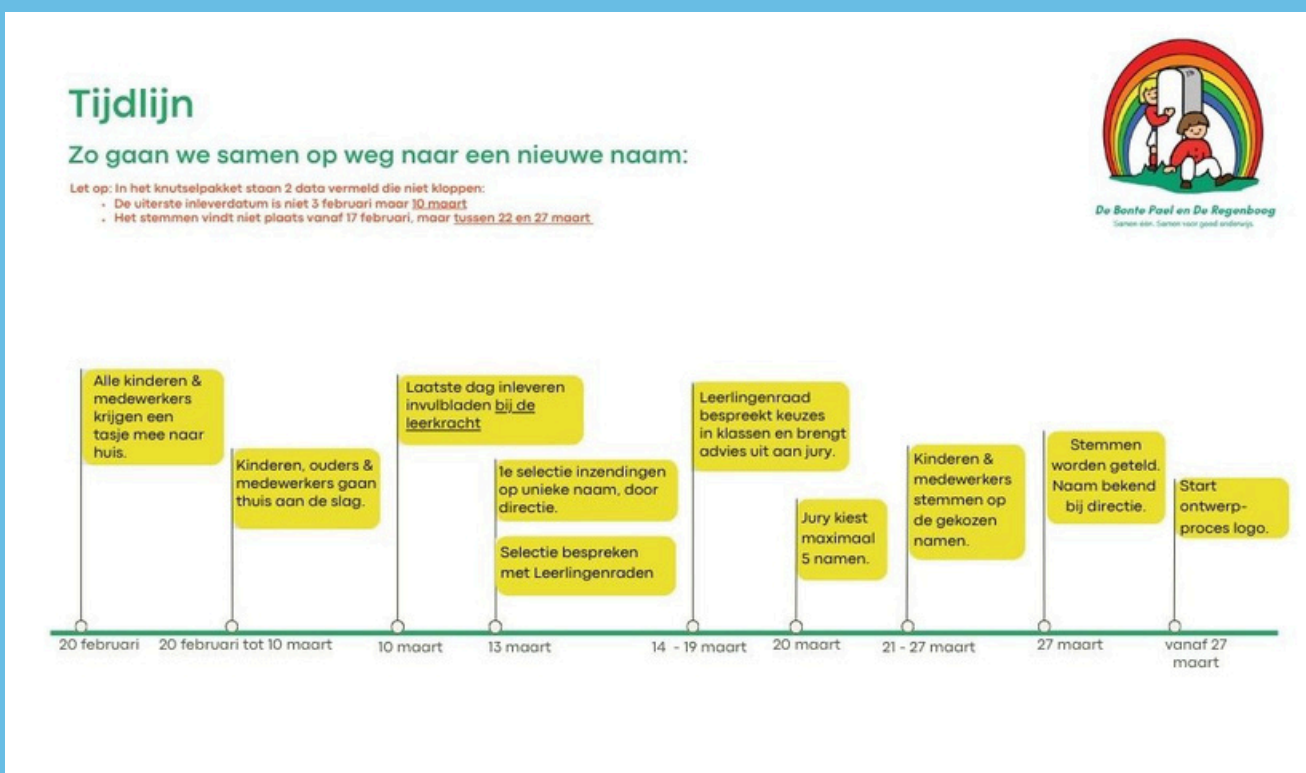 Tijdlijn
Zo gaan we samen op weg naar een nieuwe naam:
Let op: In het knutselpakket staan 2 data vermeld die niet kloppen:
• De uiterste inleverdatum is niet 3 februari maar 10 maart
• Het stemmen vindt niet plaats vanaf 17 februari, maar tussen 22 en 27 maart
De Bonte Pael en De Regenboog
Samen één. Samen voor goed onderwijs.
Alle kinderen &
medewerkers
krijgen een
tasje mee naar
huis.
Kinderen, ouders &
medewerkers gaan
thuis aan de slag.
Laatste dag inleveren
invulbladen bij de
leerkracht
1e selectie inzendingen
op unieke naam, door
directie.
Selectie bespreken
met Leerlingenraden
Leerlingenraad
bespreekt keuzes
in klassen en brengt
advies uit aan jury.
Jury kiest
maximaal
5 namen.
Kinderen &
medewerkers
stemmen op
de gekozen
namen.
Stemmen
worden geteld.
Naam bekend
bij directie.
Start
ontwerp-
proces logo.
20 februari
20 februari tot 10 maart
10 maart
13 maart
14 - 19 maart
20 maart
21 - 27 maart
27 maart
vanaf 27
maart